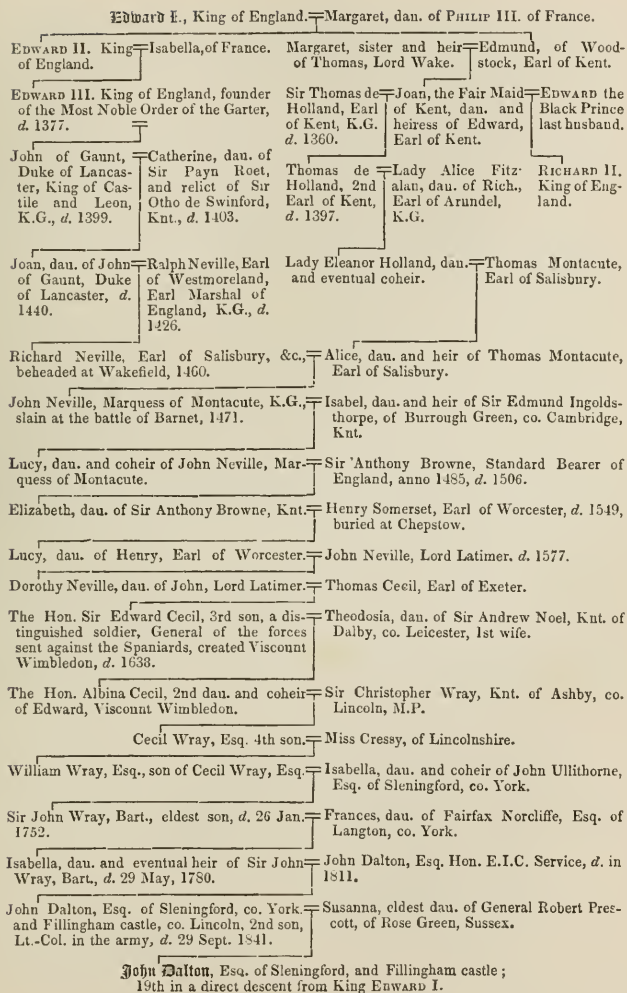 Edward I., King of England.╤Margaret, dau. of PHILIP III. of France.
EDWARD II. King╤Isabella, of France.
of England.
Margaret, sister and heir╤Edmund, of Wood-
of Thomas, Lord Wake. stock, Earl of Kent.
EDWARD III. King of England, founder
of the Most Noble Order of the Garter,
d. 1377.
Sir Thomas de╤Joan, the Fair Maid╤EDWARD the
Holland, Earl of Kent, dau. and Black Prince
of Kent, K.G. heiress of Edward, last husband.
d. 1360. Earl of Kent.
John of Gaunt,╤Catherine, dau. of
Duke of Lancas- Sir Payn Roet,
ter, King of Cas- and relict of Sir
tile and Leon, Otho de Swinford,
K.G., d. 1399. Knt., d. 1403.
Thomas de╤Lady Alice Fitz- RICHARD II.
Holland, 2nd alan, dau. of Rich., King of Eng-
Earl of Kent, Earl of Arundel, land.
d. 1397. K.G.
Joan, dau. of John╤Ralph Neville, Earl
of Gaunt, Duke of Westmoreland,
of Lancaster, d. Earl Marshal of
1440. England, K.G., d.
1426.
Lady Eleanor Holland, dau.╤Thomas Montacute,
and eventual coheir. Earl of Salisbury.
Richard Neville, Earl of Salisbury, &c.,╤Alice, dau. and heir of Thomas Montacute,
beheaded at Wakefield, 1460. Earl of Salisbury.
John Neville, Marquess of Montacute, K.G.,╤Isabel, dau. and heir of Sir Edmund Ingolds-
slain at the battle of Barnet, 1471. thorpe, of Burrough Green, co. Cambridge,
Knt.
Lucy, dau. and coheir of John Neville, Mar-╤Sir 'Anthony Browne, Standard Bearer of
quess of Montacute. England, anno 1485, d. 1506.
Elizabeth, dau. of Sir Anthony Browne, Knt.╤Henry Somerset, Earl of Worcester, d. 1549,
buried at Chepstow.
Lucy, dau. of Henry, Earl of Worcester.╤John Neville, Lord Latimer. d. 1577.
Dorothy Neville, dau. of John, Lord Latimer.╤Thomas Cecil, Earl of Exeter.
The Hon. Sir Edward Cecil, 3rd son, a dis-╤Theodosia, dau. of Sir Andrew Noel, Knt. of
tinguished soldier, General of the forces Dalby, co. Leicester, 1st wife.
sent against the Spaniards, created Viscount
Wimbledon, d. 1638.
The Hon. Albina Cecil, 2nd dau. and coheir╤Sir Christopher Wray, Knt. of Ashby, co.
of Edward, Viscount Wimbledon. Lincoln, M.P.
Cecil Wray, Esq. 4th son.╤Miss Cressy, of Lincolnshire.
William Wray, Esq., son of Cecil Wray, Esq.╤Isabella, dau. and coheir of John Ullithorne,
Esq. of Sleningford, co. York.
Sir John Wray, Bart., eldest son, d. 26 Jan.╤Frances, dau. of Fairfax Norcliffe, Esq. of
1752. Langton, co. York.
Isabella, dau. and eventual heir of Sir John╤John Dalton, Esq. Hon. E.I.C. Service, d. in
Wray, Bart., d. 29 May, 1780. 1811.
John Dalton, Esq. of Sleningford, co. York.╤Susanna, eldest dau. of General Robert Pres-
and Fillingham castle, co. Lincoln, 2nd son, cott, of Rose Green, Sussex.
Lt.-Col. in the army, d. 29 Sept. 1841.
John Dalton, Esq. of Sleningford, and Fillingham castle;
19th in a direct descent from King EDWARD I.